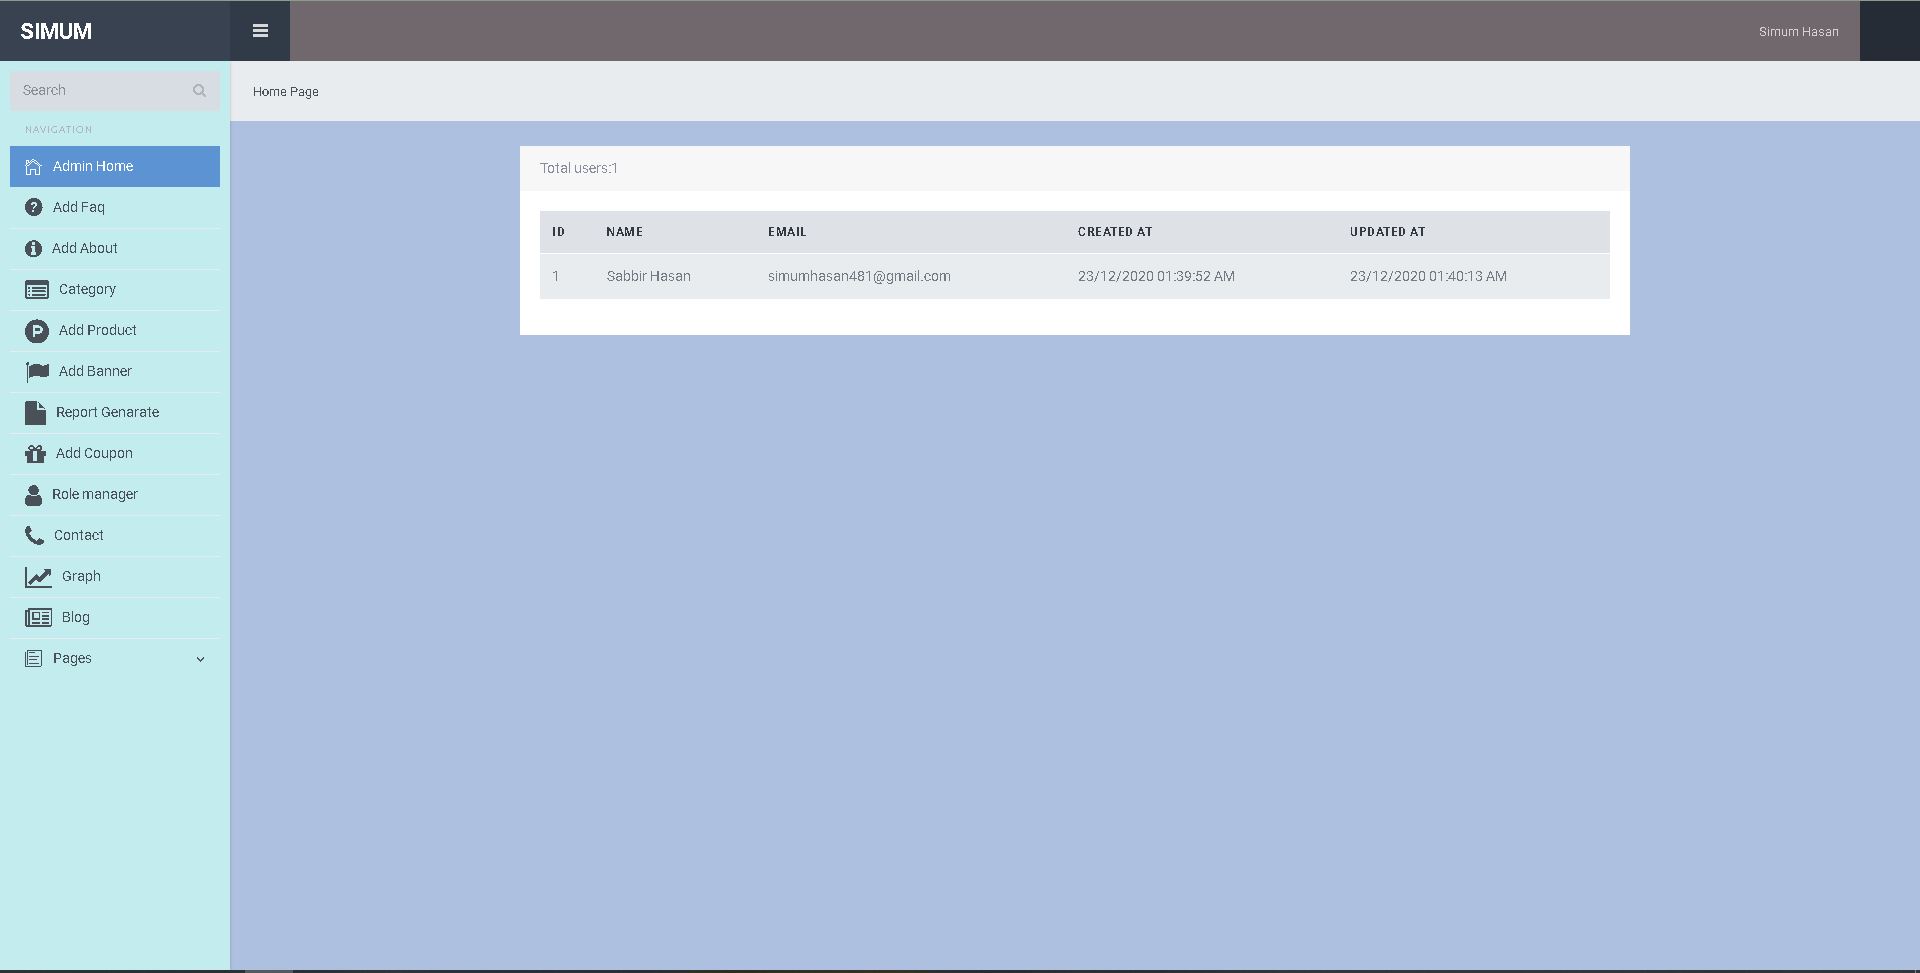 SIMUM
Simum Hasan
Search
Home Page
NAVIGATION
Admin Home
Add Faq
Add About
Category
Add Product
Add Banner
Report Genarate
Add Coupon
Role manager
Contact
Graph
Blog
Pages
Total users:1
ID NAME EMAIL CREATED AT UPDATED AT
1 Sabbir Hasan simumhasan481@gmail.com 23/12/2020 01:39:52 AM 23/12/2020 01:40:13 AM